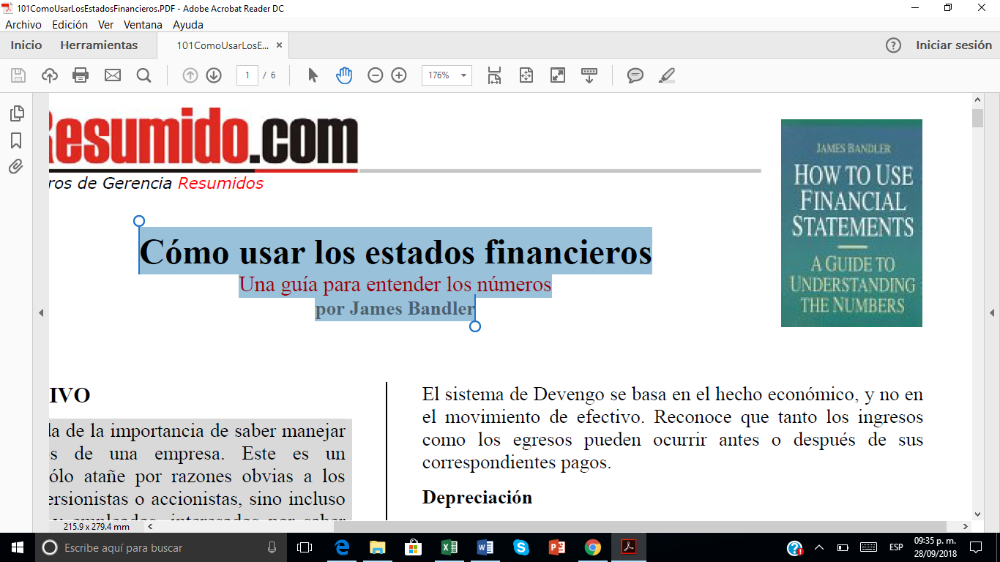 101ComoUsarLosEstadosFinancieros.PDF - Adobe Acrobat Reader DC
Archivo Edición Ver Ventana Ayuda
Inicio Herramientas 101ComoUsarLosE... × ? Iniciar sesión
1 / 6 176%
Resumido.com
ros de Gerencia Resumidos
JAMES BANDLER
HOW TO USE
FINANCIAL
STATEMENTS
A GUIDE TO
UNDERSTANDING
THE NUMBERS
Cómo usar los estados financieros
Una guía para entender los números
por James Bandler
IVO
la de la importancia de saber manejar
s de una empresa. Este es un
ólo atañe por razones obvias a los
ersionistas o accionistas, sino incluso
y empleados, interesados por saber
El sistema de Devengo se basa en el hecho económico, y no en
el movimiento de efectivo. Reconoce que tanto los ingresos
como los egresos pueden ocurrir antes o después de sus
correspondientes pagos.
Depreciación
215.9 x 279.4 mm
Escribe aquí para buscar
ESP
09:35 p. m.
28/09/2018